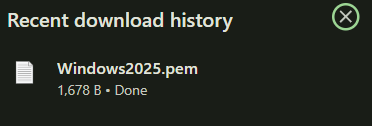 Recent download history
Windows2025.pem
1,678 B • Done